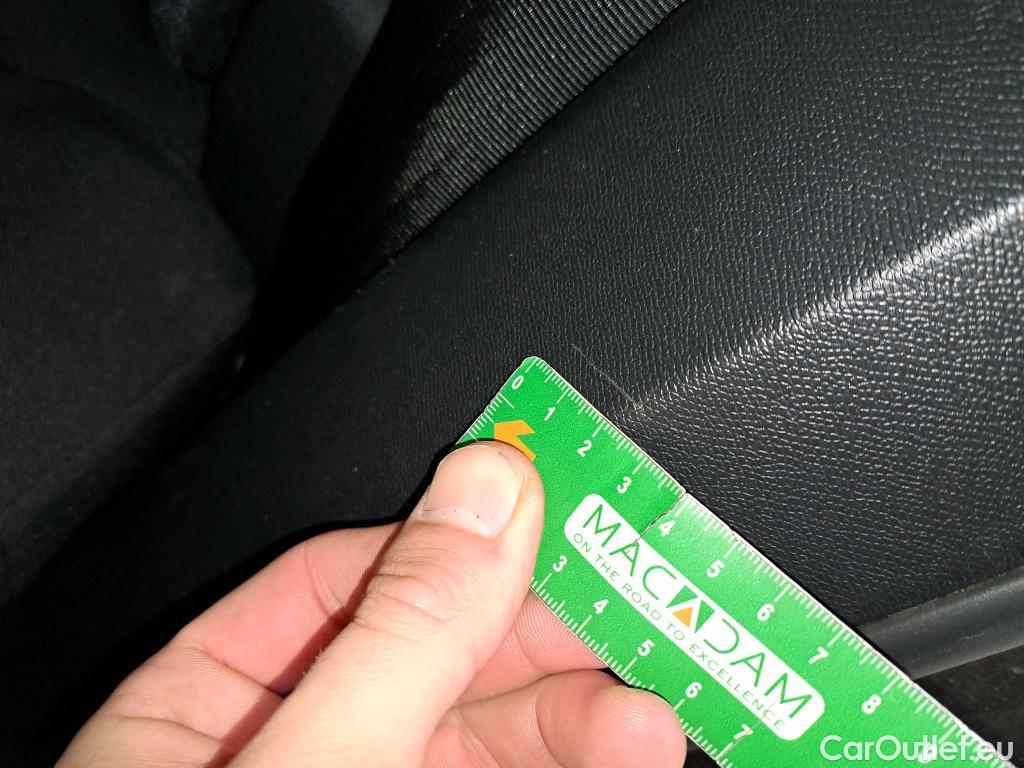 0 1 2 3 4 5 6 7 8
MACADAM
ON THE ROAD TO EXCELLENCE
3 4 5 6 7
CarOutlet.eu